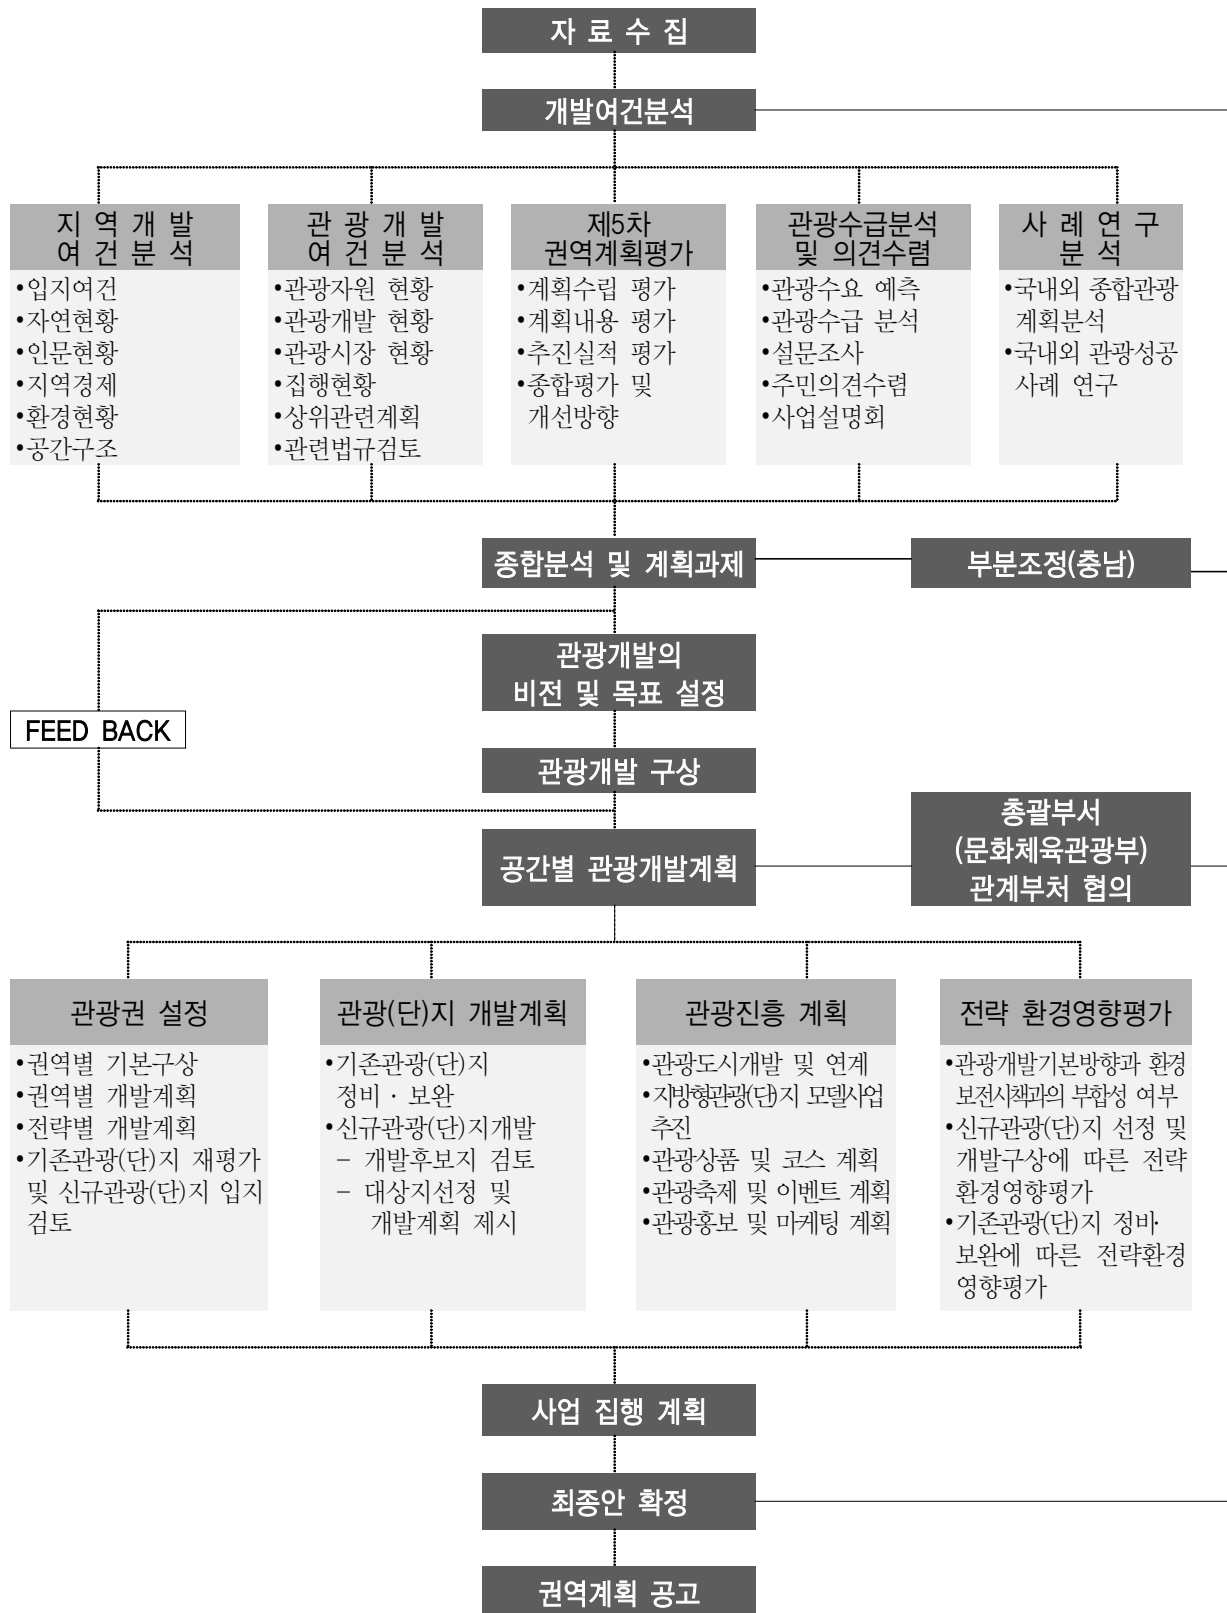 자 료 수 집
개발여건분석
지 역 개 발
여 건 분 석
•입지여건
•자연현황
•인문현황
•지역경제
•환경현황
•공간구조
관 광 개 발
여 건 분 석
•관광자원 현황
•관광개발 현황
•관광시장 현황
•집행현황
•상위관련계획
•관련법규검토
제5차
권역계획평가
•계획수립 평가
•계획내용 평가
•추진실적 평가
•종합평가 및
개선방향
관광수급분석
및 의견수렴
•관광수요 예측
•관광수급 분석
•설문조사
•주민의견수렴
•사업설명회
사 례 연 구
분 석
•국내외 종합관광
계획분석
•국내외 관광성공
사례 연구
종합분석 및 계획과제
부분조정(충남)
관광개발의
비전 및 목표 설정
FEED BACK
관광개발 구상
공간별 관광개발계획
총괄부서
(문화체육관광부)
관계부처 협의
관광권 설정
•권역별 기본구상
•권역별 개발계획
•전략별 개발계획
•기존관광(단)지 재평가
및 신규관광(단)지 입지
검토
관광(단)지 개발계획
•기존관광(단)지
정비 · 보완
•신규관광(단)지개발
– 개발후보지 검토
– 대상지선정 및
개발계획 제시
관광진흥 계획
•관광도시개발 및 연계
•지방형관광(단)지 모델사업
추진
•관광상품 및 코스 계획
•관광축제 및 이벤트 계획
•관광홍보 및 마케팅 계획
전략 환경영향평가
•관광개발기본방향과 환경
보전시책과의 부합성 여부
•신규관광(단)지 선정 및
개발구상에 따른 전략
환경영향평가
•기존관광(단)지 정비·
보완에 따른 전략환경
영향평가
사업 집행 계획
최종안 확정
권역계획 공고